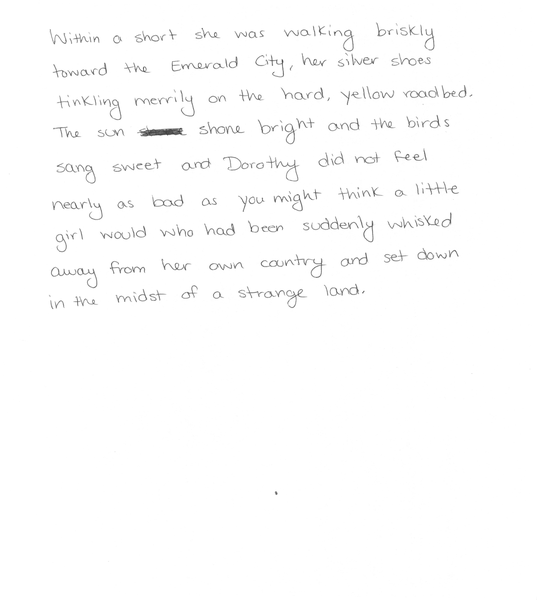 Within a short she was walking briskly
toward the Emerald City, her silver shoes
tinkling merrily on the hard, yellow roadbed.
The sun shone bright and the birds
sang sweet and Dorothy did not feel
nearly as bad as you might think a little
girl would who had been suddenly whisked
away from her own country and set down
in the midst of a strange land.